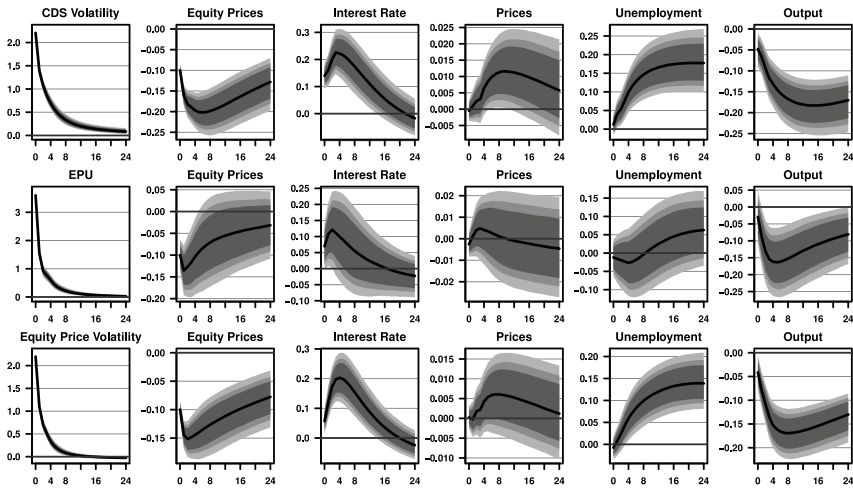 CDS Volatility Equity Prices Interest Rate Prices Unemployment Output
2.0 1.5 1.0 0.5 0.0
0.00 −0.05 −0.10 −0.15 −0.20 −0.25
0.3 0.2 0.1 0.0
0.025 0.020 0.015 0.010 0.005 0.000 −0.005
0.25 0.20 0.15 0.10 0.05 0.00
0.00 −0.05 −0.10 −0.15 −0.20 −0.25
0 4 8 16 24 0 4 8 16 24 0 4 8 16 24 0 4 8 16 24 0 4 8 16 24 0 4 8 16 24
EPU Equity Prices Interest Rate Prices Unemployment Output
3 2 1 0
0.05 0.00 −0.05 −0.10 −0.15 −0.20
0.25 0.20 0.15 0.10 0.05 0.00 −0.05 −0.10
0.02 0.01 0.00 −0.01 −0.02
0.15 0.10 0.05 0.00 −0.05 −0.10
0.05 0.00 −0.05 −0.10 −0.15 −0.20 −0.25
0 4 8 16 24 0 4 8 16 24 0 4 8 16 24 0 4 8 16 24 0 4 8 16 24 0 4 8 16 24
Equity Price Volatility Equity Prices Interest Rate Prices Unemployment Output
2.0 1.5 1.0 0.5 0.0
0.00 −0.05 −0.10 −0.15
0.3 0.2 0.1 0.0
0.015 0.010 0.005 0.000 −0.005 −0.010
0.20 0.15 0.10 0.05 0.00
0.00 −0.05 −0.10 −0.15 −0.20
0 4 8 16 24 0 4 8 16 24 0 4 8 16 24 0 4 8 16 24 0 4 8 16 24 0 4 8 16 24